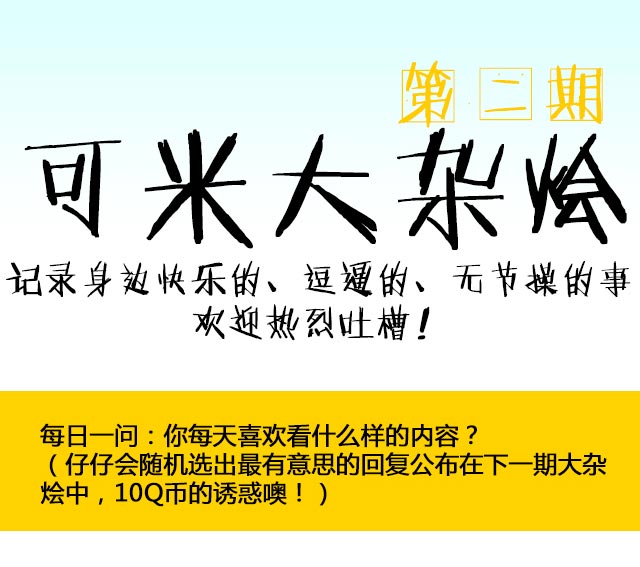 第二期
可米大杂烩
记录身边快乐的、逗逼的、无节操的事
欢迎热烈吐槽！
每日一问：你每天喜欢看什么样的内容？
（仔仔会随机选出最有意思的回复公布在下一期大杂
烩中，10Q币的诱惑噢！）